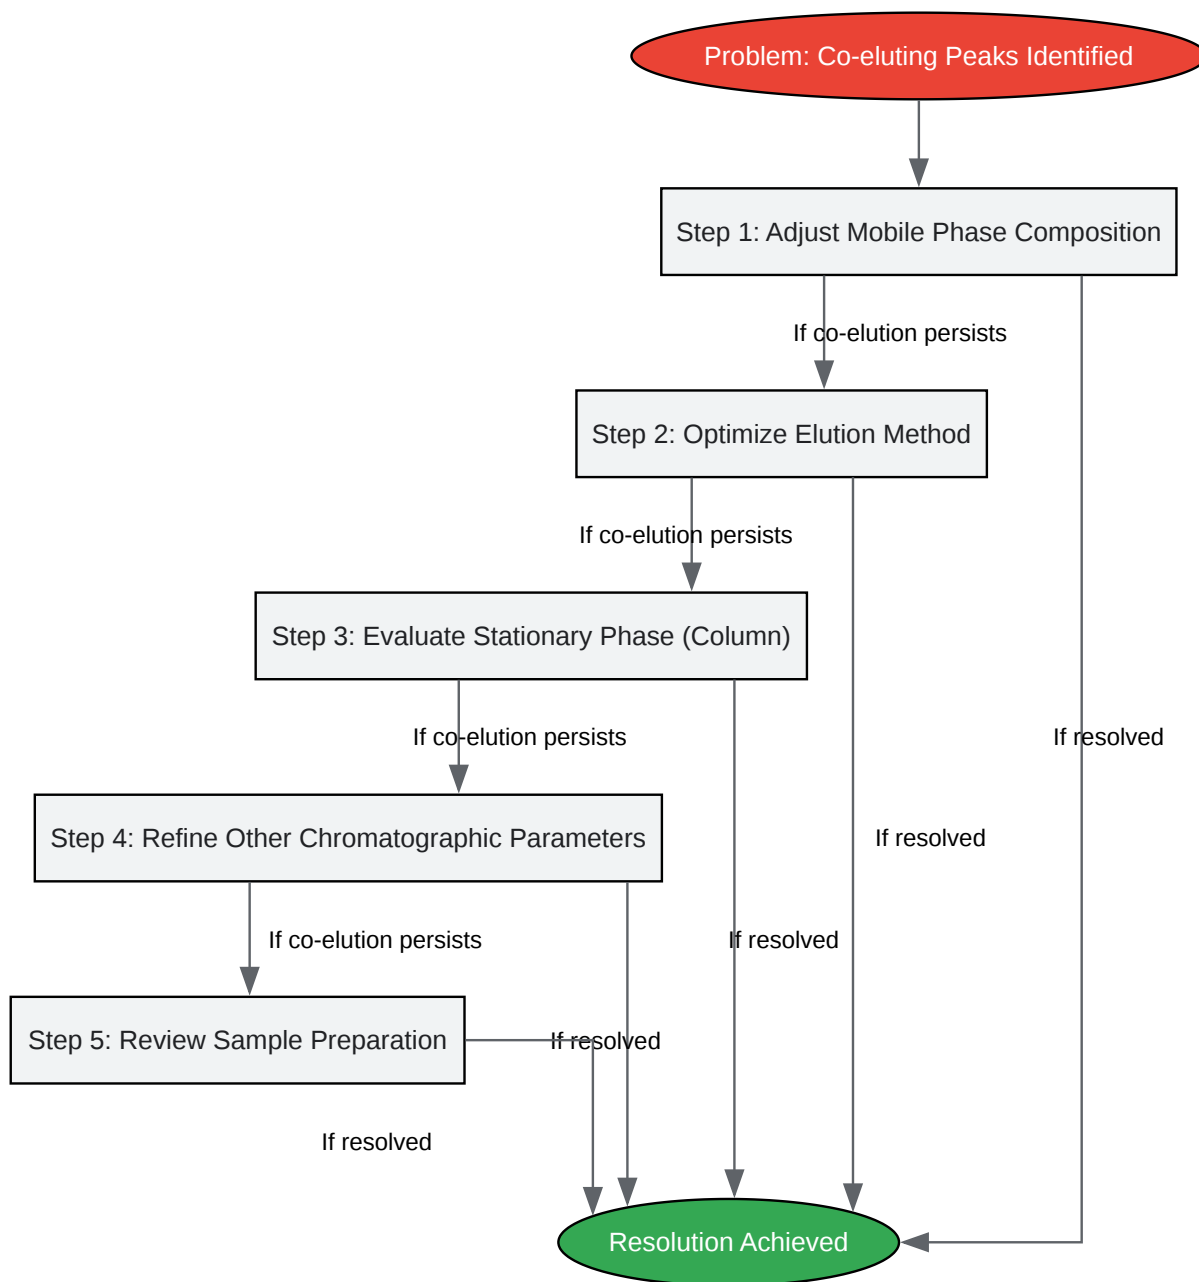 Problem: Co-eluting Peaks Identified
Step 1: Adjust Mobile Phase Composition
If co-elution persists
Step 2: Optimize Elution Method
If co-elution persists
Step 3: Evaluate Stationary Phase (Column)
If co-elution persists
If resolved
Step 4: Refine Other Chromatographic Parameters
If resolved
If co-elution persists
If resolved
Step 5: Review Sample Preparation
If resolved
If resolved
Resolution Achieved